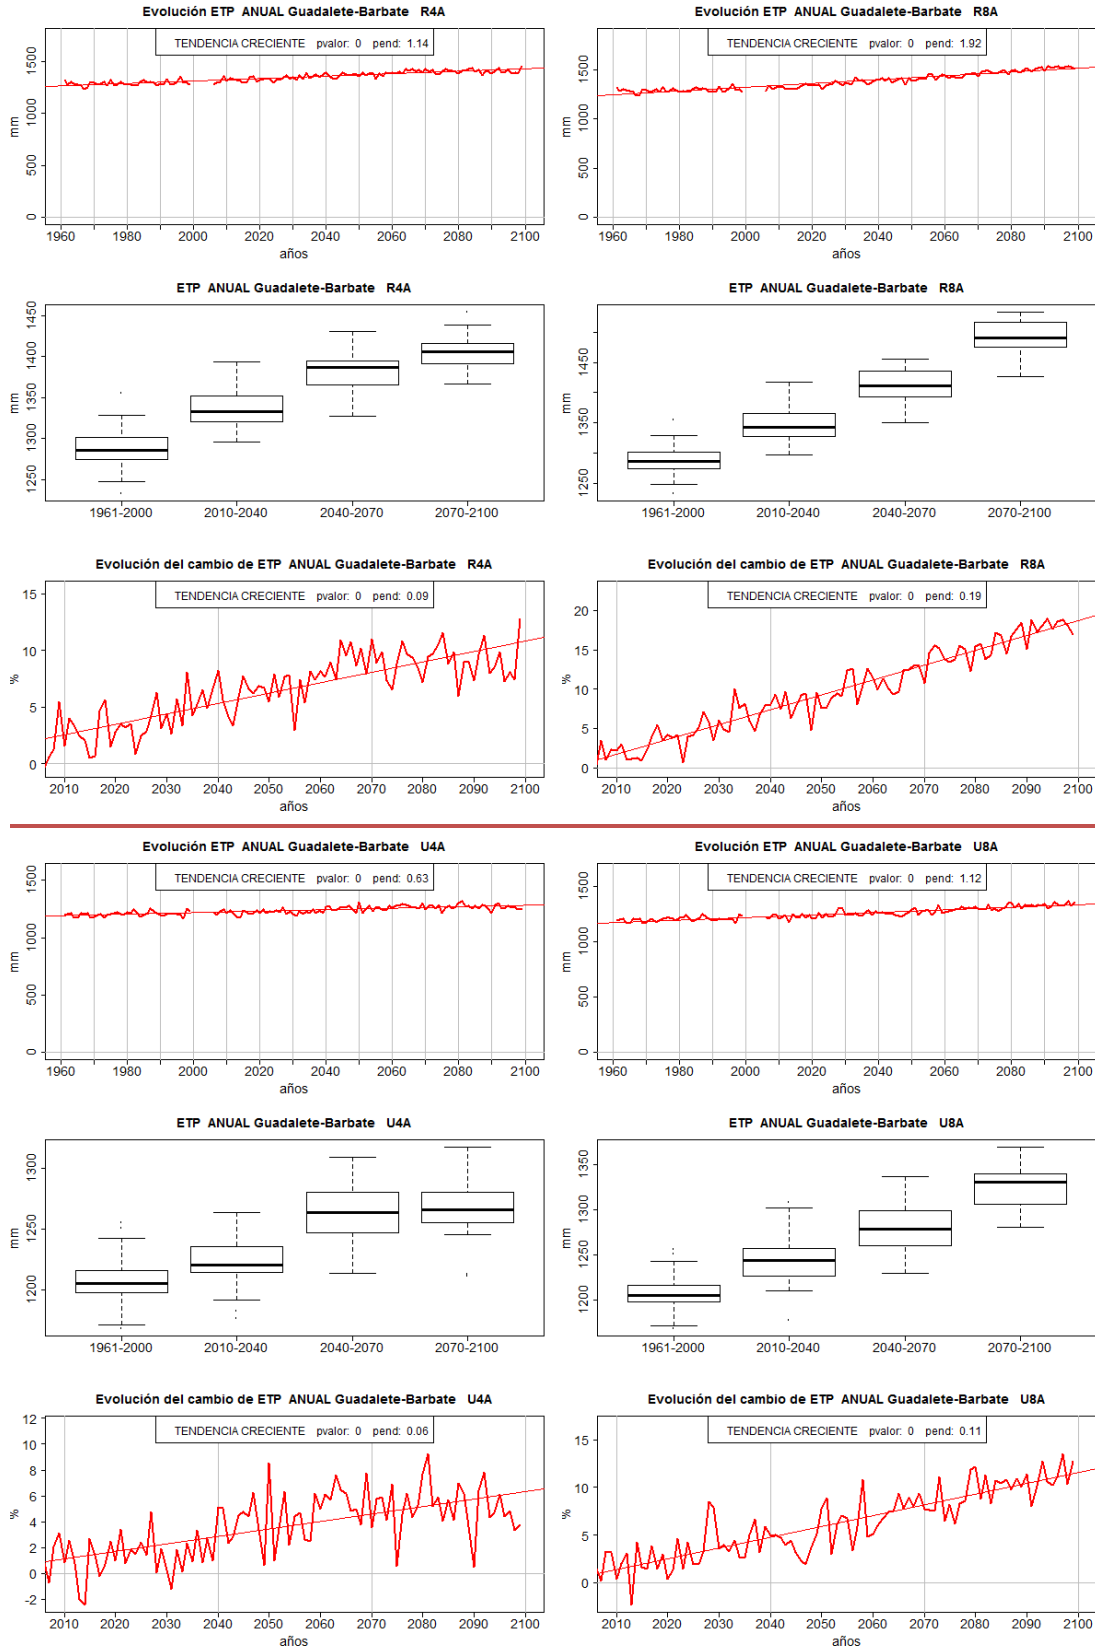 Evolución ETP ANUAL Guadalete-Barbate R4A
TENDENCIA CRECIENTE pvalor: 0 pend: 1.14
mm
0 500 1000 1500
1960 1980 2000 2020 2040 2060 2080 2100
años
Evolución ETP ANUAL Guadalete-Barbate R8A
TENDENCIA CRECIENTE pvalor: 0 pend: 1.92
mm
0 500 1000 1500
1960 1980 2000 2020 2040 2060 2080 2100
años
ETP ANUAL Guadalete-Barbate R4A
mm
1250 1300 1350 1400 1450
1961-2000 2010-2040 2040-2070 2070-2100
ETP ANUAL Guadalete-Barbate R8A
mm
1250 1350 1450
1961-2000 2010-2040 2040-2070 2070-2100
Evolución del cambio de ETP ANUAL Guadalete-Barbate R4A
TENDENCIA CRECIENTE pvalor: 0 pend: 0.09
%
15
10
5
0
2010 2020 2030 2040 2050 2060 2070 2080 2090 2100
años
Evolución del cambio de ETP ANUAL Guadalete-Barbate R8A
TENDENCIA CRECIENTE pvalor: 0 pend: 0.19
%
20
15
10
5
0
2010 2020 2030 2040 2050 2060 2070 2080 2090 2100
años
Evolución ETP ANUAL Guadalete-Barbate U4A
TENDENCIA CRECIENTE pvalor: 0 pend: 0.63
mm
0 500 1000 1500
1960 1980 2000 2020 2040 2060 2080 2100
años
Evolución ETP ANUAL Guadalete-Barbate U8A
TENDENCIA CRECIENTE pvalor: 0 pend: 1.12
mm
0 500 1000 1500
1960 1980 2000 2020 2040 2060 2080 2100
años
ETP ANUAL Guadalete-Barbate U4A
mm
1200 1250 1300
1961-2000 2010-2040 2040-2070 2070-2100
ETP ANUAL Guadalete-Barbate U8A
mm
1200 1250 1300 1350
1961-2000 2010-2040 2040-2070 2070-2100
Evolución del cambio de ETP ANUAL Guadalete-Barbate U4A
TENDENCIA CRECIENTE pvalor: 0 pend: 0.06
%
12
10
8
6
4
2
0
-2
2010 2020 2030 2040 2050 2060 2070 2080 2090 2100
años
Evolución del cambio de ETP ANUAL Guadalete-Barbate U8A
TENDENCIA CRECIENTE pvalor: 0 pend: 0.11
%
15
10
5
0
2010 2020 2030 2040 2050 2060 2070 2080 2090 2100
años